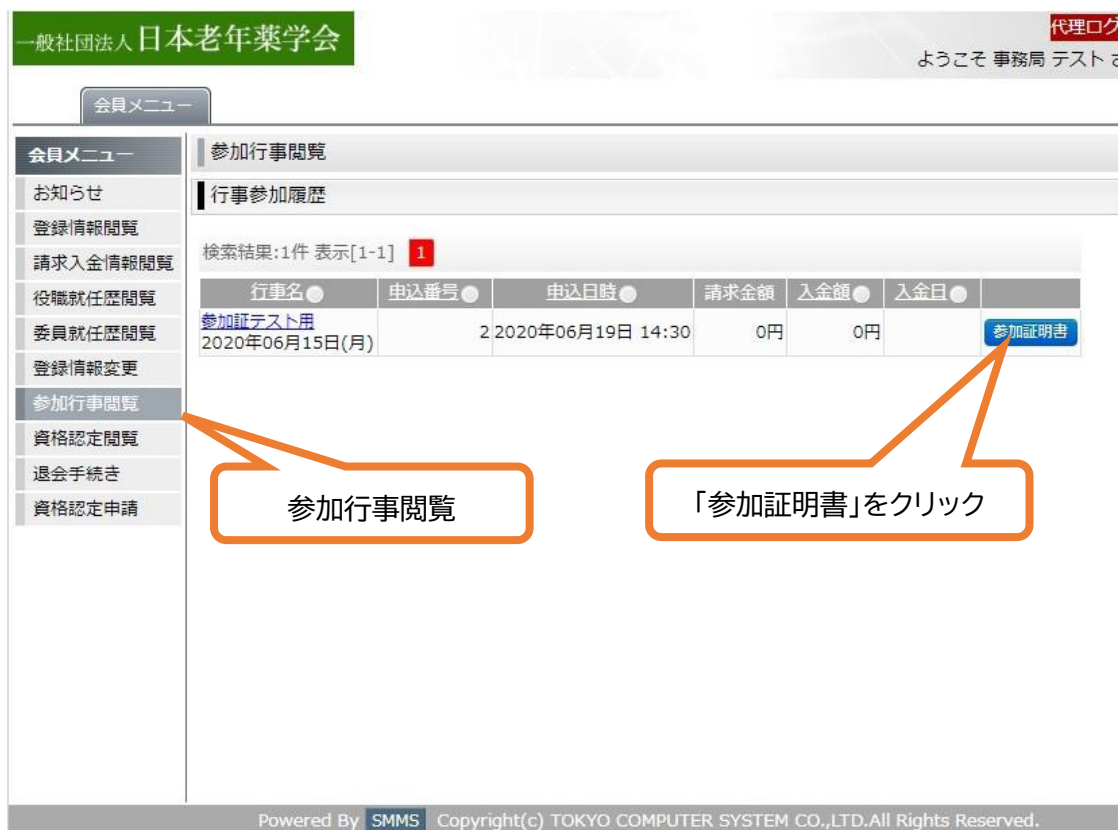 一般社団法人日本老年薬学会
代理ログ
ようこそ 事務局 テスト さ
会員メニュー
会員メニュー
お知らせ
登録情報閲覧
請求入金情報閲覧
役職就任歴閲覧
委員就任歴閲覧
登録情報変更
参加行事閲覧
資格認定閲覧
退会手続き
資格認定申請
参加行事閲覧
行事参加履歴
検索結果:1件 表示[1-1] 1
行事名 申込番号 申込日時 請求金額 入金額 入金日
参加証テスト用
2020年06月15日(月) 2 2020年06月19日 14:30 0円 0円 参加証明書
参加行事閲覧
「参加証明書」をクリック
Powered By SMMS Copyright(c) TOKYO COMPUTER SYSTEM CO.,LTD.All Rights Reserved.